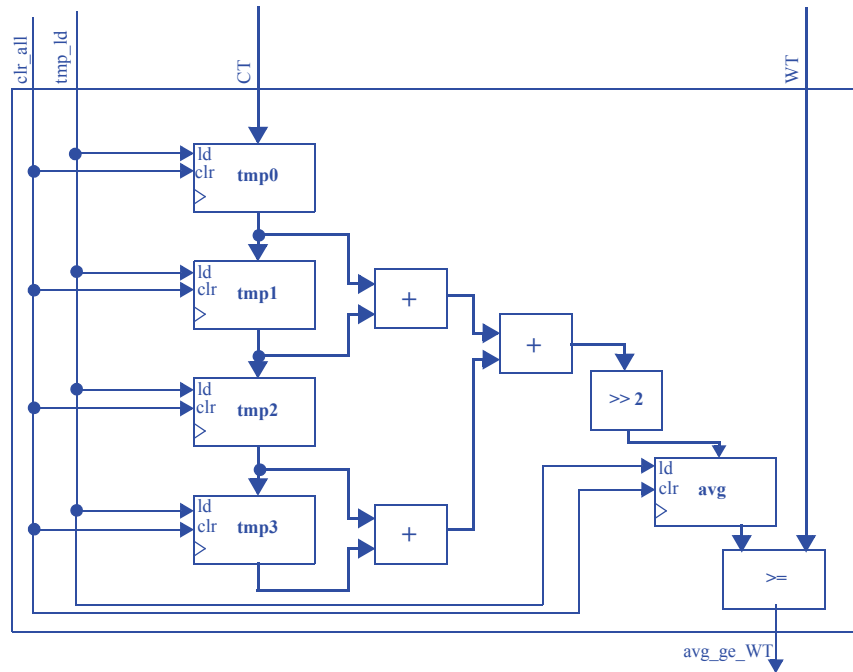 clr_all
tmp_ld
CT
WT
ld
clr
tmp0
ld
clr
tmp1
+
+
ld
clr
tmp2
>> 2
ld
clr
avg
ld
clr
tmp3
+
>=
avg_ge_WT